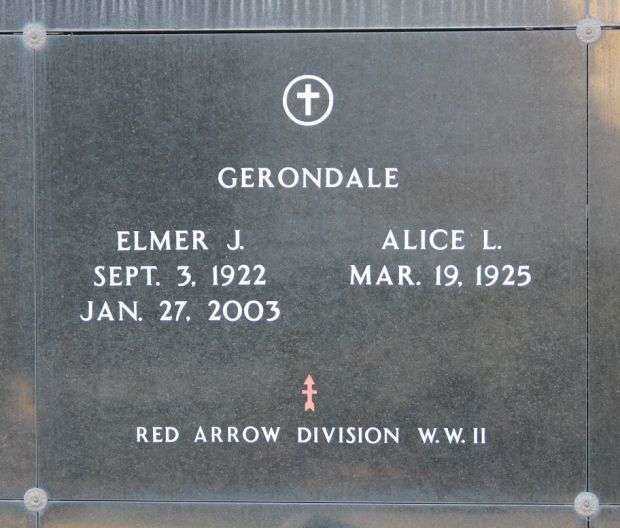 GERONDALE
ELMER J.
SEPT. 3, 1922
JAN. 27, 2003
ALICE L.
MAR. 19, 1925
RED ARROW DIVISION W.W. II